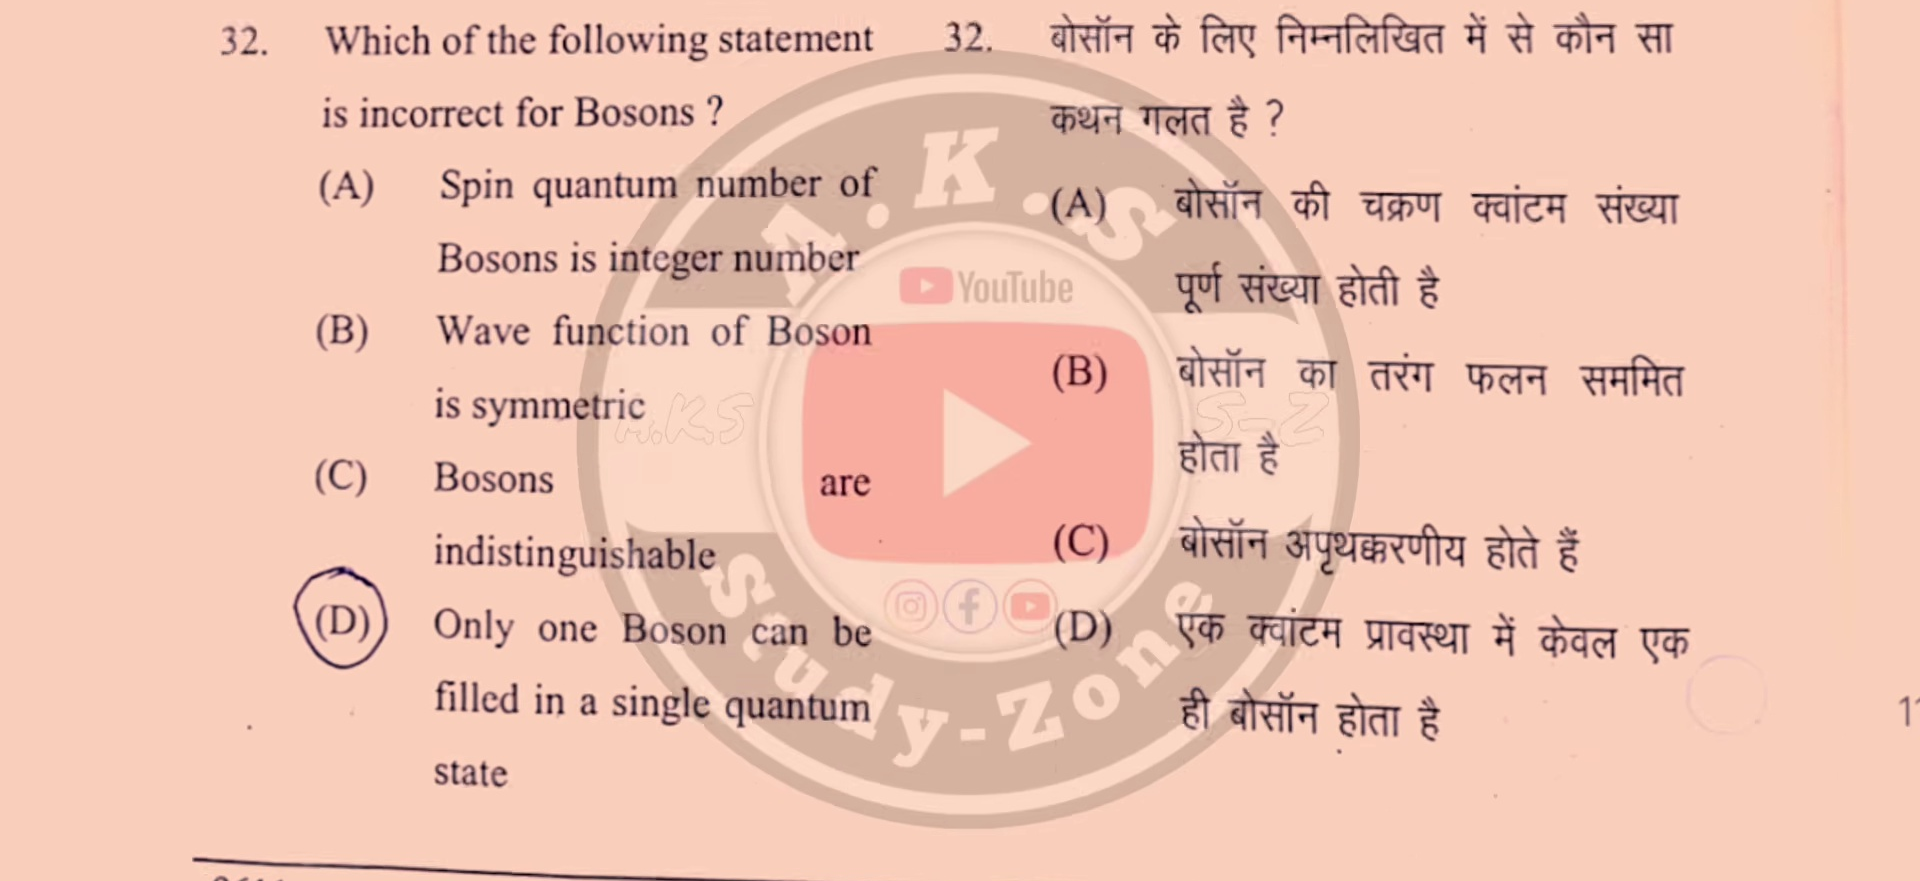 32. Which of the following statement
is incorrect for Bosons ?
(A) Spin quantum number of
Bosons is integer number
(B) Wave function of Boson
is symmetric
(C) Bosons are
indistinguishable
(D) Only one Boson can be
filled in a single quantum
state
32. बोसॉन के लिए निम्नलिखित में से कौन सा
कथन गलत है ?
(A) बोसॉन की चक्रण क्वांटम संख्या
पूर्ण संख्या होती है
(B) बोसॉन का तरंग फलन सममित
होता है
(C) बोसॉन अपृथक्करणीय होते हैं
(D) एक क्वांटम प्रावस्था में केवल एक
ही बोसॉन होता है
A.K.S
YouTube
A.K.S S-Z
Study-Zone